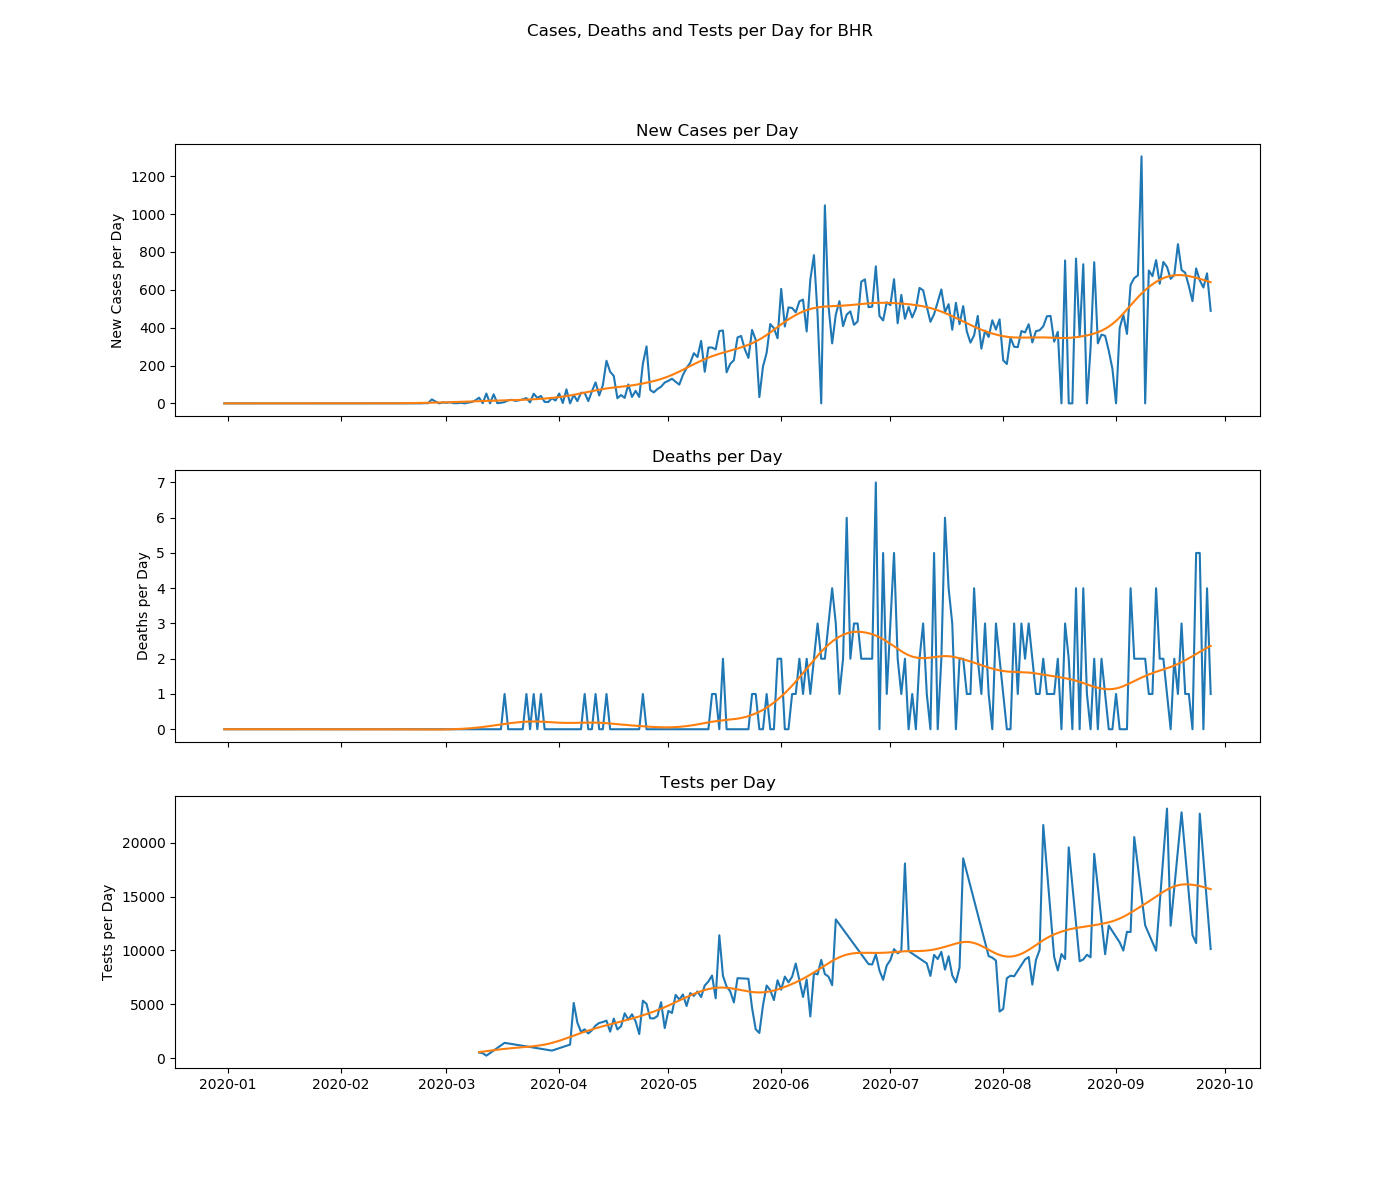 Cases, Deaths and Tests per Day for BHR
New Cases per Day
New Cases per Day
1200
1000
800
600
400
200
0
Deaths per Day
Deaths per Day
7
6
5
4
3
2
1
0
Tests per Day
Tests per Day
20000
15000
10000
5000
0
2020-01 2020-02 2020-03 2020-04 2020-05 2020-06 2020-07 2020-08 2020-09 2020-10